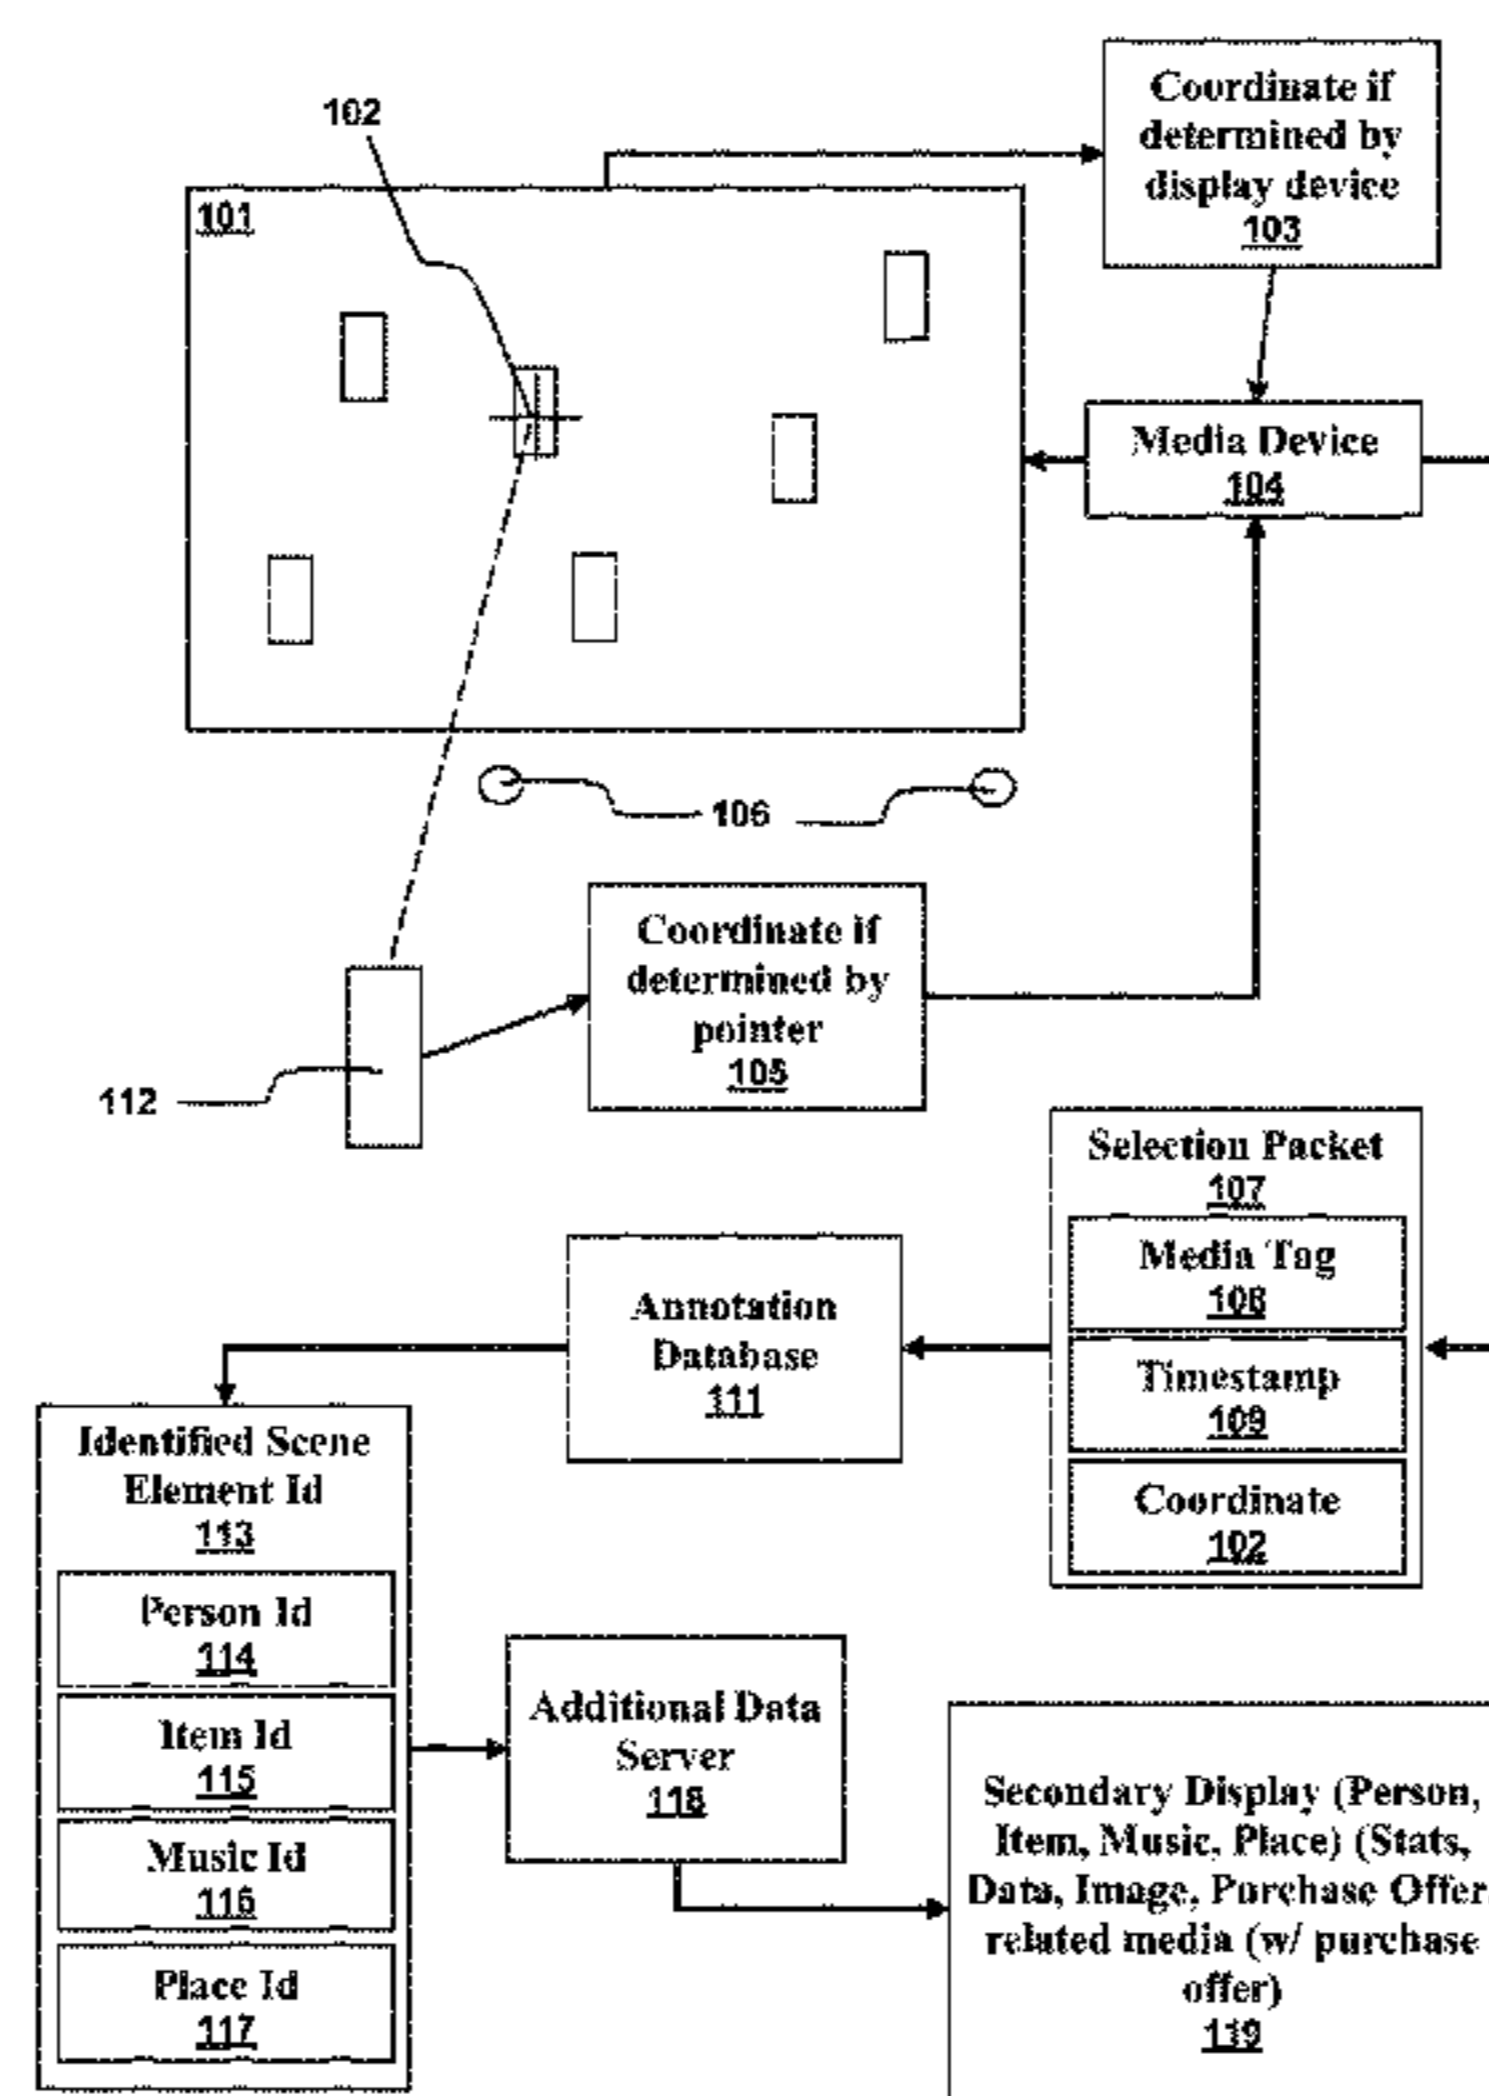 102
Coordinate if
determined by
display device
103
101
Media Device
104
106
Coordinate if
determined by
pointer
105
112
Selection Packet
107
Media Tag
108
Timestamp
109
Coordinate
102
Annotation
Database
111
Identified Scene
Element Id
113
Person Id
114
Item Id
115
Music Id
116
Place Id
117
Additional Data
Server
118
Secondary Display (Person,
Item, Music, Place) (Stats,
Data, Image, Purchase Offer,
related media (w/ purchase
offer)
119